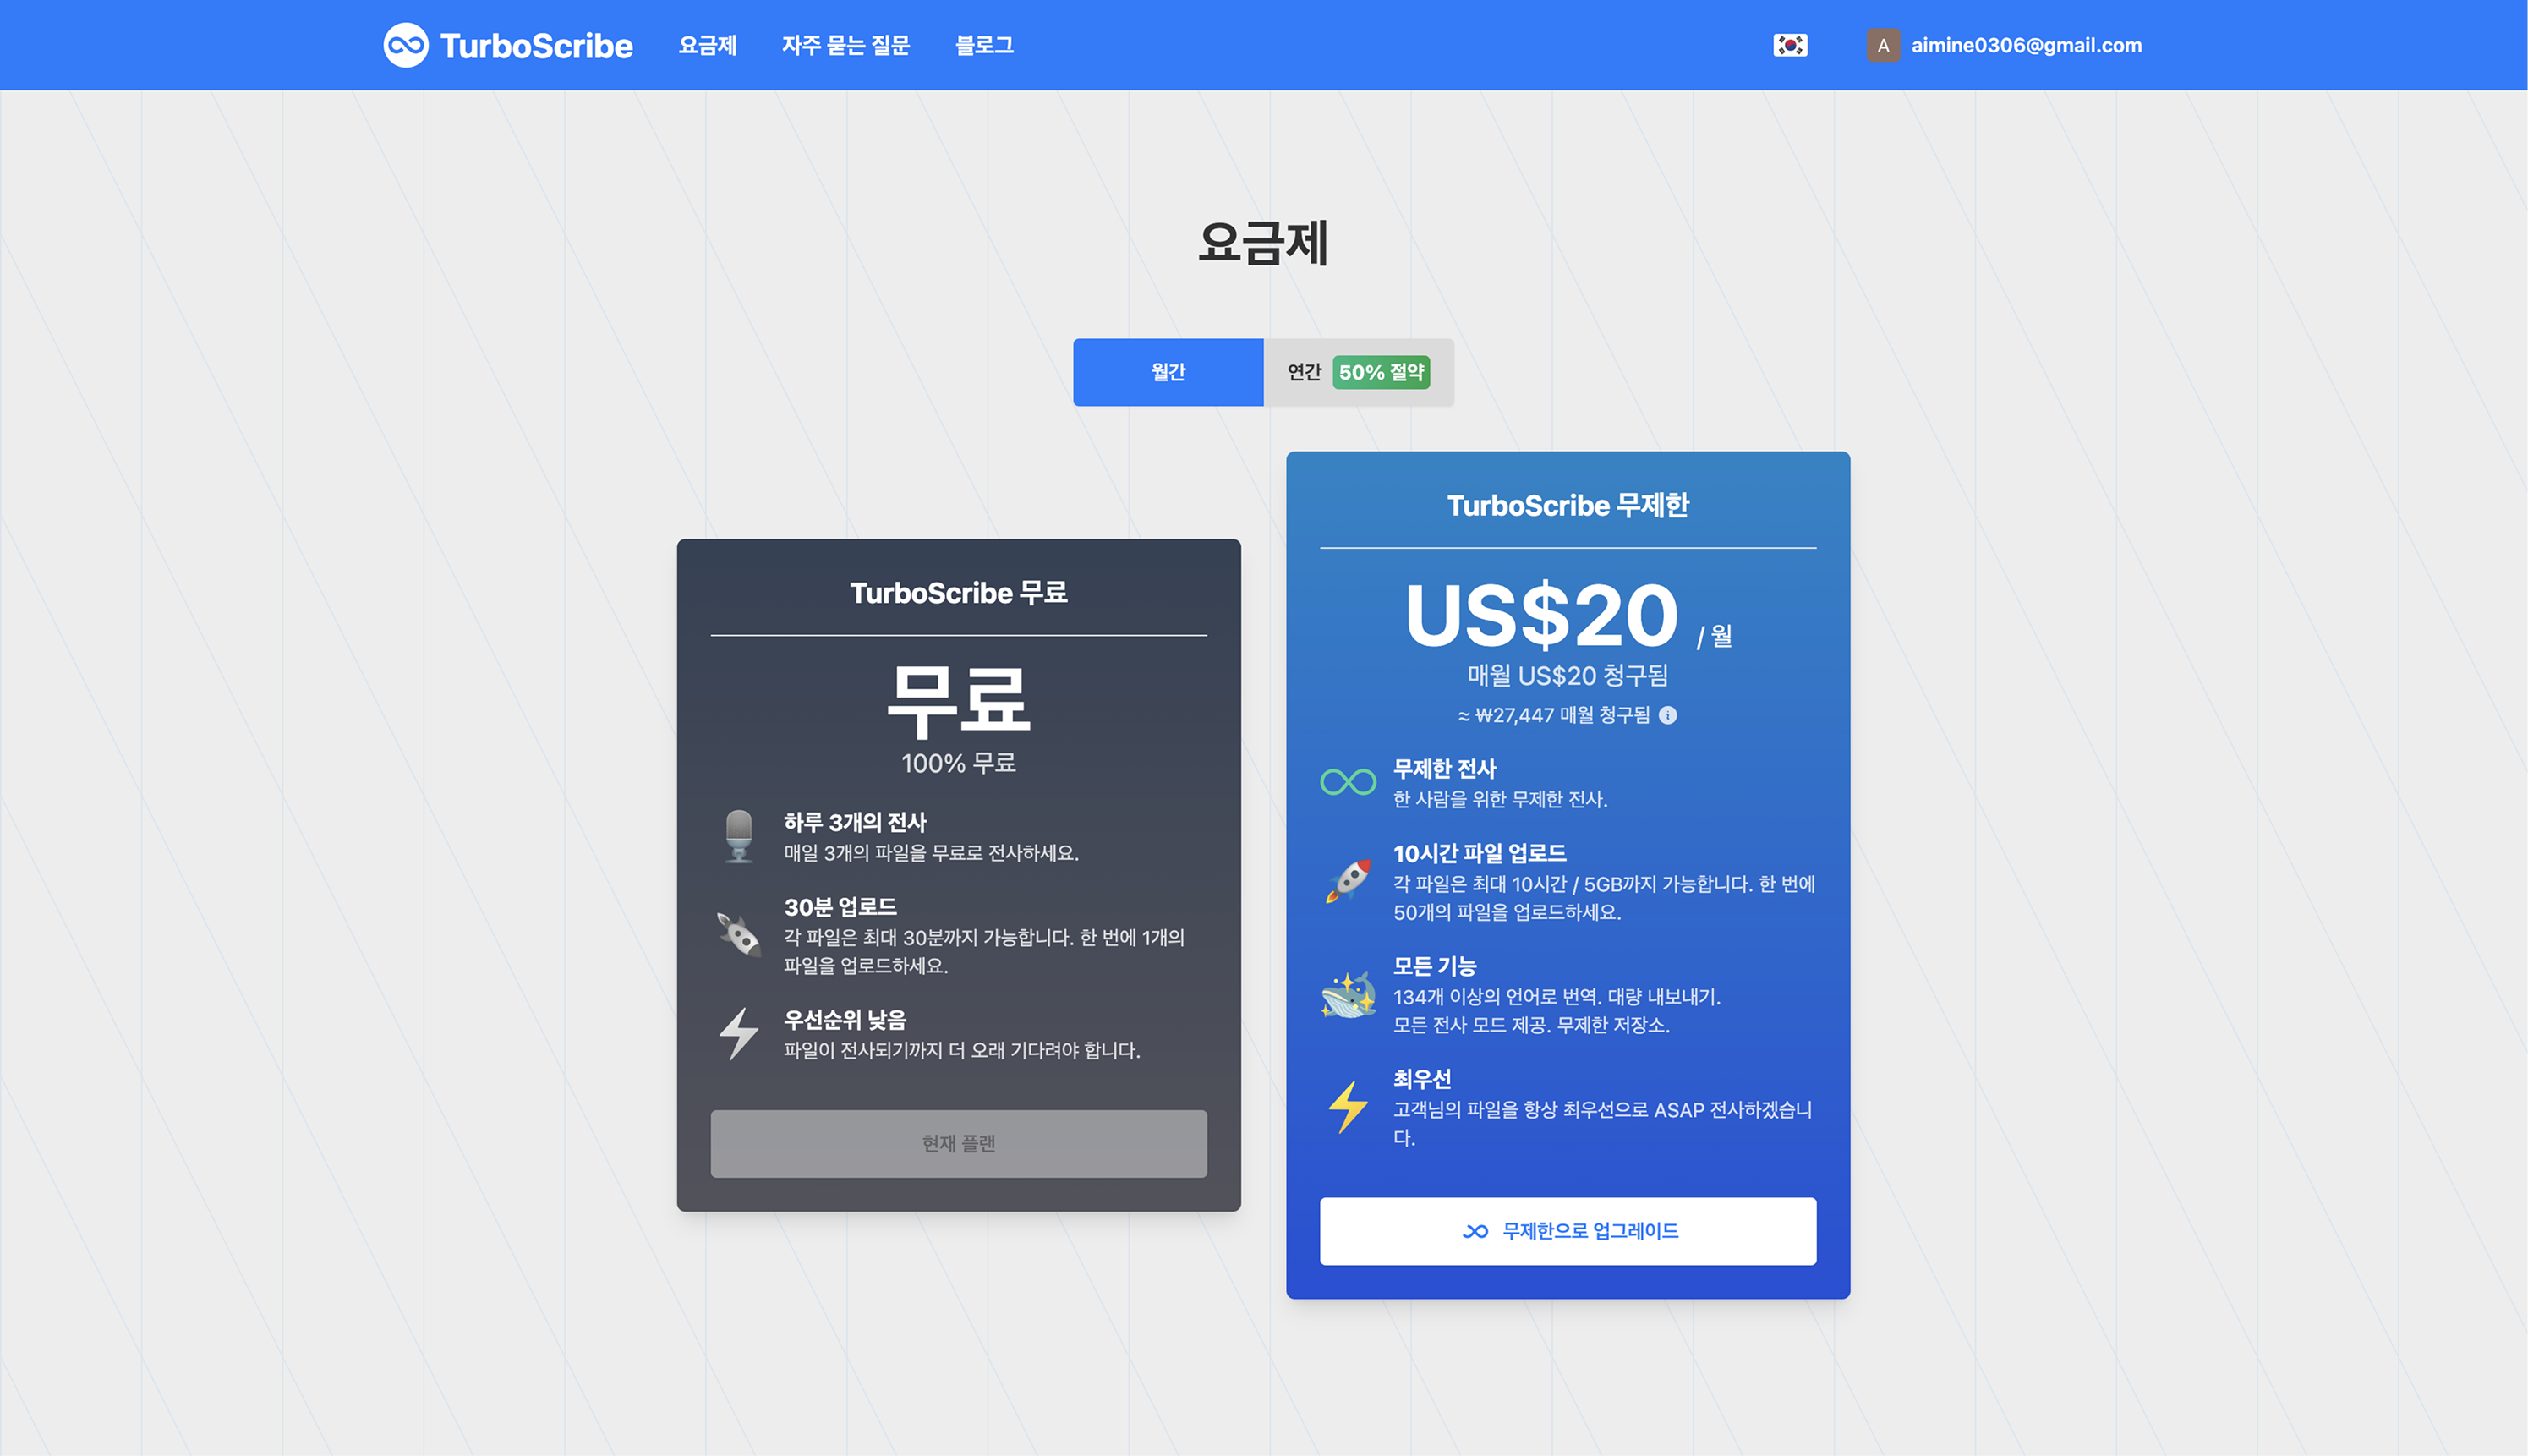 TurboScribe 요금제 자주 묻는 질문 블로그 A aimine0306@gmail.com
요금제
월간 연간 50% 절약
TurboScribe 무료
무료
100% 무료
하루 3개의 전사
매일 3개의 파일을 무료로 전사하세요.
30분 업로드
각 파일은 최대 30분까지 가능합니다. 한 번에 1개의
파일을 업로드하세요.
우선순위 낮음
파일이 전사되기까지 더 오래 기다려야 합니다.
현재 플랜
TurboScribe 무제한
US$20 / 월
매월 US$20 청구됨
≈ ₩27,447 매월 청구됨 i
무제한 전사
한 사람을 위한 무제한 전사.
10시간 파일 업로드
각 파일은 최대 10시간 / 5GB까지 가능합니다. 한 번에
50개의 파일을 업로드하세요.
모든 기능
134개 이상의 언어로 번역. 대량 내보내기.
모든 전사 모드 제공. 무제한 저장소.
최우선
고객님의 파일을 항상 최우선으로 ASAP 전사하겠습니
다.
무제한으로 업그레이드